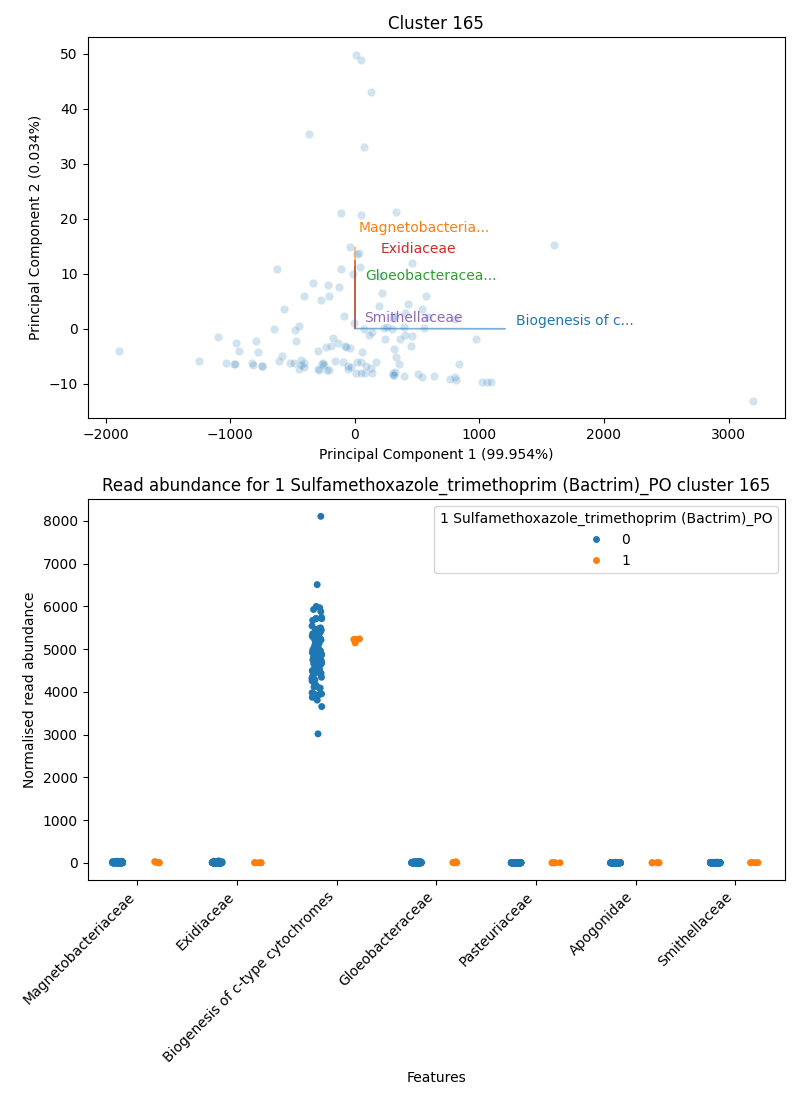 Cluster 165
Principal Component 2 (0.034%)
50
40
30
20
10
0
−10
Magnetobacteria...
Exidiaceae
Gloeobacteracea...
Smithellaceae
Biogenesis of c...
−2000
−1000
0
1000
2000
3000
Principal Component 1 (99.954%)
Read abundance for 1 Sulfamethoxazole_trimethoprim (Bactrim)_PO cluster 165
1 Sulfamethoxazole_trimethoprim (Bactrim)_PO
0
1
Normalised read abundance
8000
7000
6000
5000
4000
3000
2000
1000
0
Magnetobacteriaceae
Exidiaceae
Biogenesis of c-type cytochromes
Gloeobacteraceae
Pasteuriaceae
Apogonidae
Smithellaceae
Features